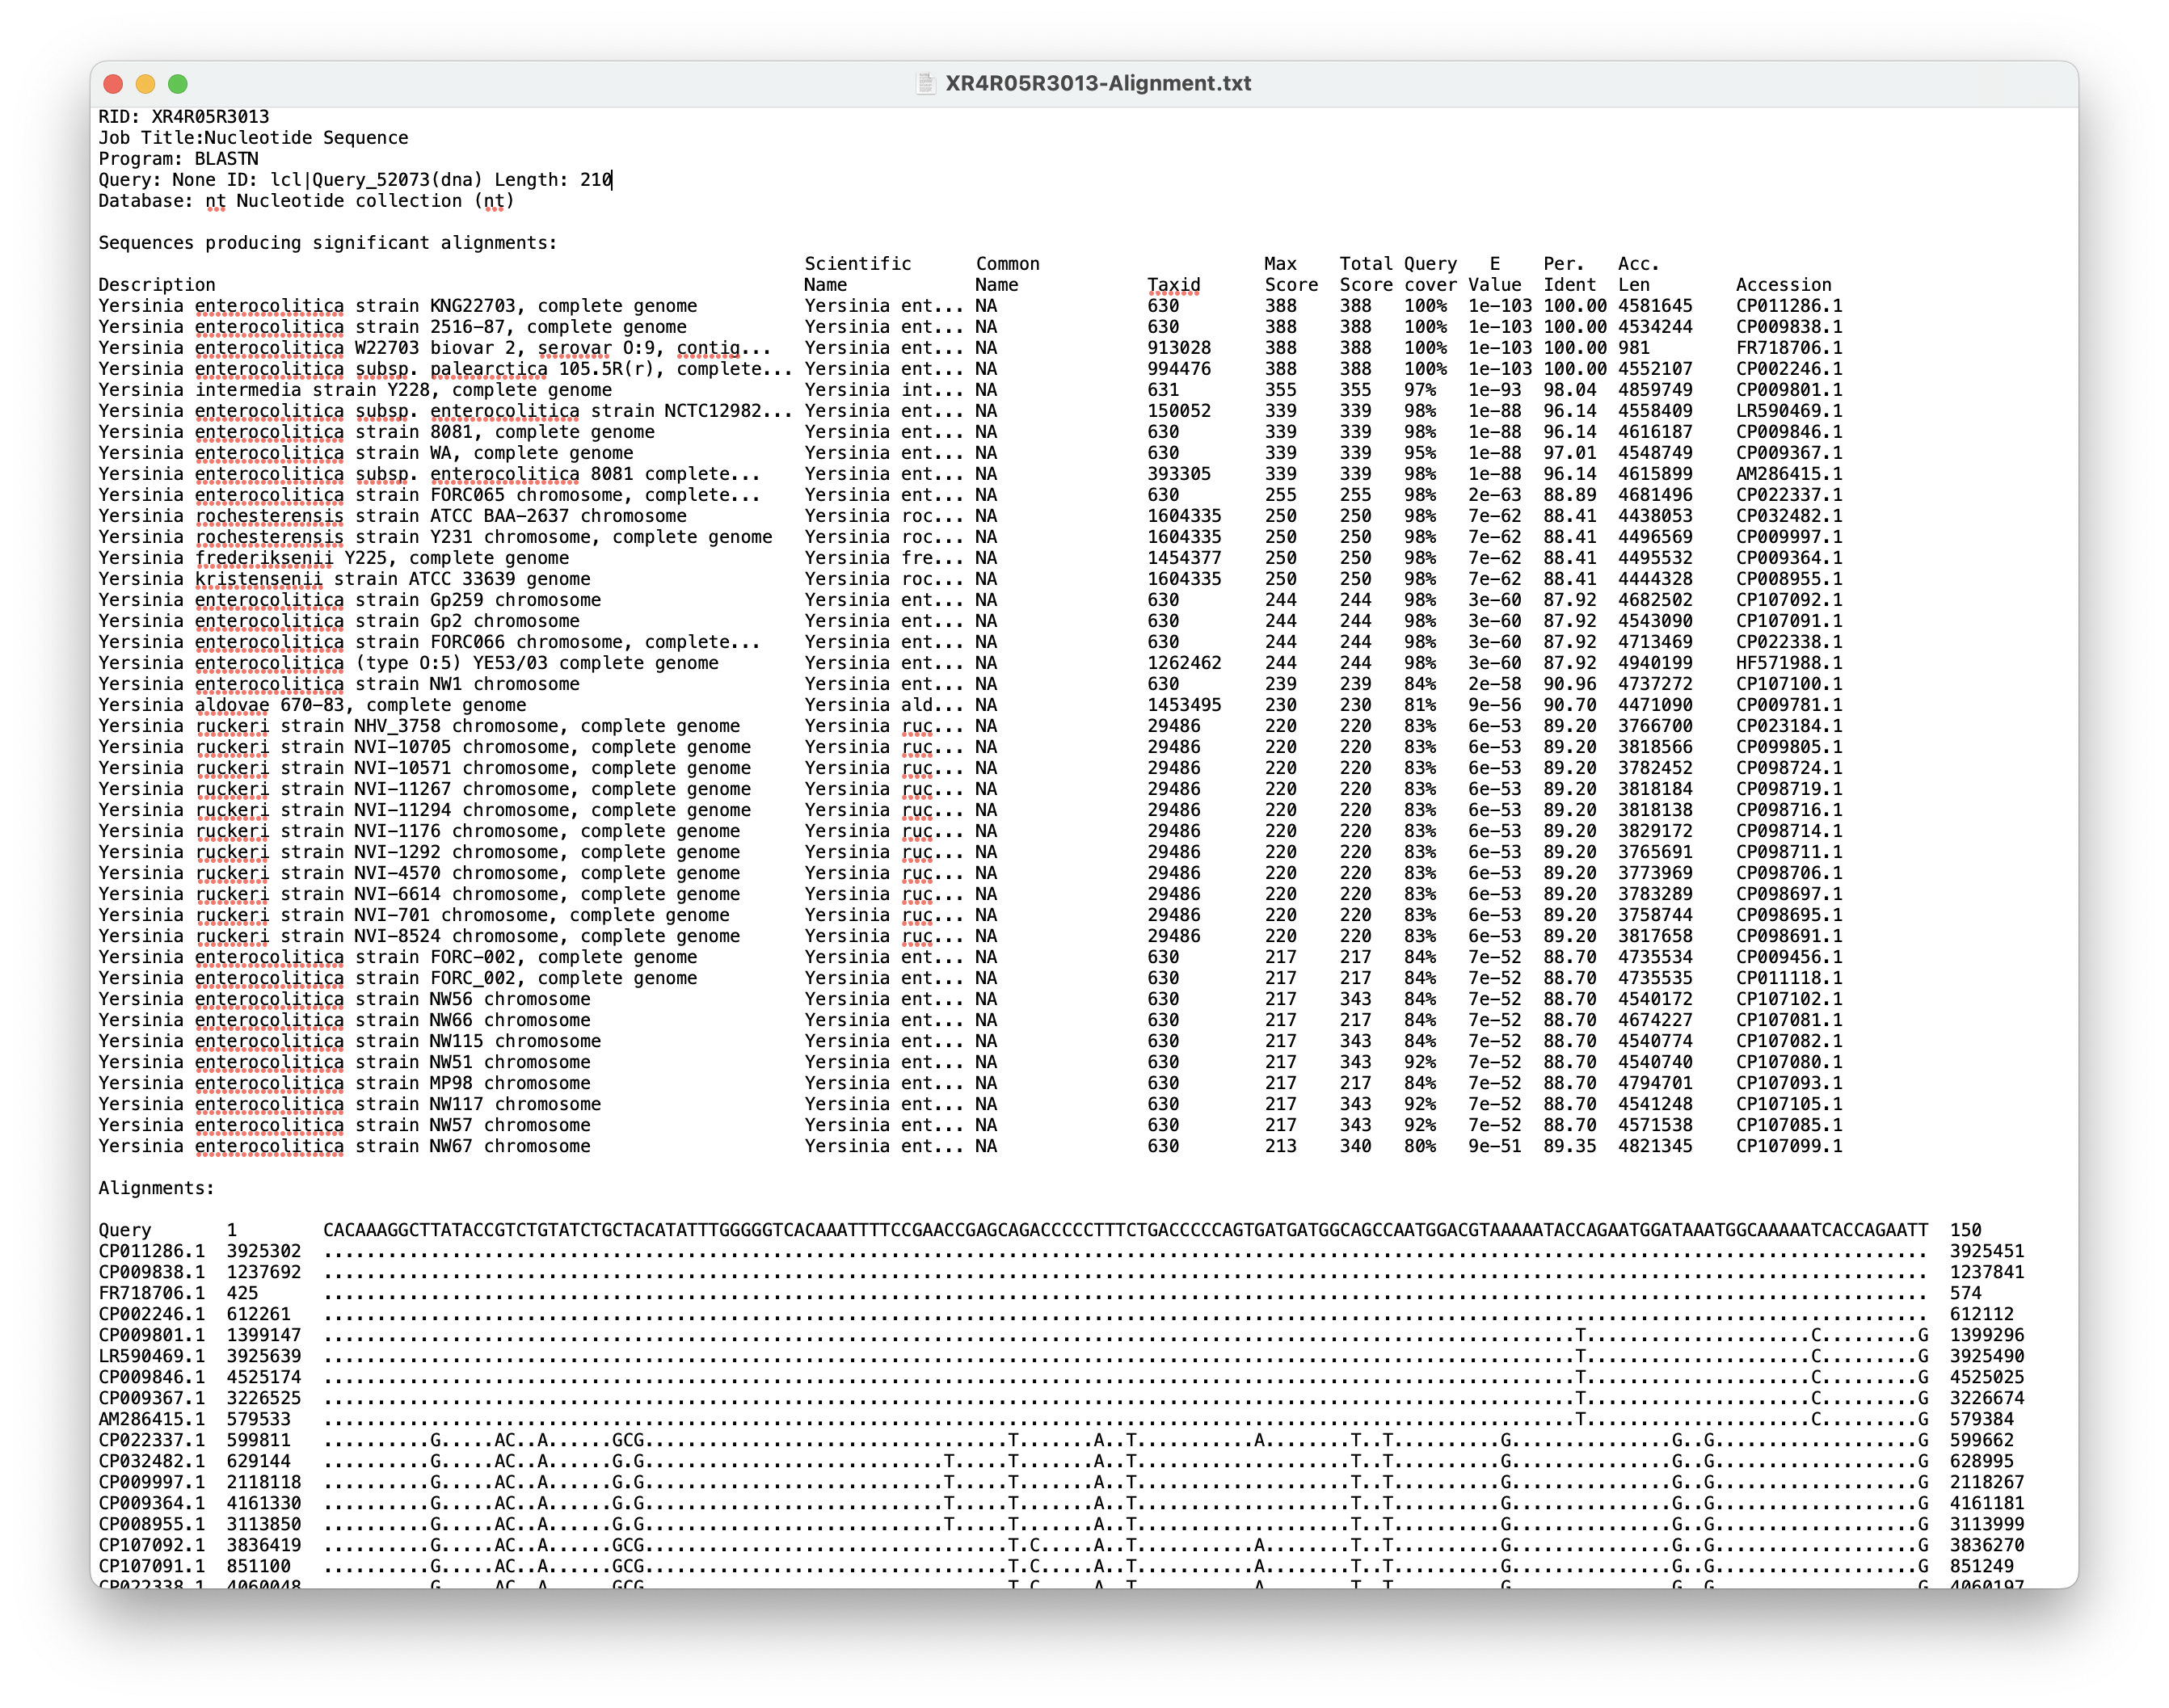 XR4R05R3013-Alignment.txt
RID: XR4R05R3013
Job Title:Nucleotide Sequence
Program: BLASTN
Query: None ID: lcl|Query_52073(dna) Length: 210
Database: nt Nucleotide collection (nt)
Sequences producing significant alignments:
Scientific Common Max Total Query E Per. Acc.
Description Name Name Taxid Score Score cover Value Ident Len Accession
Yersinia enterocolitica strain KNG22703, complete genome Yersinia ent... NA 630 388 388 100% 1e-103 100.00 4581645 CP011286.1
Yersinia enterocolitica strain 2516-87, complete genome Yersinia ent... NA 630 388 388 100% 1e-103 100.00 4534244 CP009838.1
Yersinia enterocolitica W22703 biovar 2, serovar O:9, contig... Yersinia ent... NA 913028 388 388 100% 1e-103 100.00 981 FR718706.1
Yersinia enterocolitica subsp. palearctica 105.5R(r), complete... Yersinia ent... NA 994476 388 388 100% 1e-103 100.00 4552107 CP002246.1
Yersinia intermedia strain Y228, complete genome Yersinia int... NA 631 355 355 97% 1e-93 98.04 4859749 CP009801.1
Yersinia enterocolitica subsp. enterocolitica strain NCTC12982... Yersinia ent... NA 150052 339 339 98% 1e-88 96.14 4558409 LR590469.1
Yersinia enterocolitica strain 8081, complete genome Yersinia ent... NA 630 339 339 98% 1e-88 96.14 4616187 CP009846.1
Yersinia enterocolitica strain WA, complete genome Yersinia ent... NA 630 339 339 95% 1e-88 97.01 4548749 CP009367.1
Yersinia enterocolitica subsp. enterocolitica 8081 complete... Yersinia ent... NA 393305 339 339 98% 1e-88 96.14 4615899 AM286415.1
Yersinia enterocolitica strain FORC065 chromosome, complete... Yersinia ent... NA 630 255 255 98% 2e-63 88.89 4681496 CP022337.1
Yersinia rochesterensis strain ATCC BAA-2637 chromosome Yersinia roc... NA 1604335 250 250 98% 7e-62 88.41 4438053 CP032482.1
Yersinia rochesterensis strain Y231 chromosome, complete genome Yersinia roc... NA 1604335 250 250 98% 7e-62 88.41 4496569 CP009997.1
Yersinia frederiksenii Y225, complete genome Yersinia fre... NA 1454377 250 250 98% 7e-62 88.41 4495532 CP009364.1
Yersinia kristensenii strain ATCC 33639 genome Yersinia roc... NA 1604335 250 250 98% 7e-62 88.41 4444328 CP008955.1
Yersinia enterocolitica strain Gp259 chromosome Yersinia ent... NA 630 244 244 98% 3e-60 87.92 4682502 CP107092.1
Yersinia enterocolitica strain Gp2 chromosome Yersinia ent... NA 630 244 244 98% 3e-60 87.92 4543090 CP107091.1
Yersinia enterocolitica strain FORC066 chromosome, complete... Yersinia ent... NA 630 244 244 98% 3e-60 87.92 4713469 CP022338.1
Yersinia enterocolitica (type O:5) YE53/03 complete genome Yersinia ent... NA 1262462 244 244 98% 3e-60 87.92 4940199 HF571988.1
Yersinia enterocolitica strain NW1 chromosome Yersinia ent... NA 630 239 239 84% 2e-58 90.96 4737272 CP107100.1
Yersinia aldovae 670-83, complete genome Yersinia ald... NA 1453495 230 230 81% 9e-56 90.70 4471090 CP009781.1
Yersinia ruckeri strain NHV_3758 chromosome, complete genome Yersinia ruc... NA 29486 220 220 83% 6e-53 89.20 3766700 CP023184.1
Yersinia ruckeri strain NVI-10705 chromosome, complete genome Yersinia ruc... NA 29486 220 220 83% 6e-53 89.20 3818566 CP099805.1
Yersinia ruckeri strain NVI-10571 chromosome, complete genome Yersinia ruc... NA 29486 220 220 83% 6e-53 89.20 3782452 CP098724.1
Yersinia ruckeri strain NVI-11267 chromosome, complete genome Yersinia ruc... NA 29486 220 220 83% 6e-53 89.20 3818184 CP098719.1
Yersinia ruckeri strain NVI-11294 chromosome, complete genome Yersinia ruc... NA 29486 220 220 83% 6e-53 89.20 3818138 CP098716.1
Yersinia ruckeri strain NVI-1176 chromosome, complete genome Yersinia ruc... NA 29486 220 220 83% 6e-53 89.20 3829172 CP098714.1
Yersinia ruckeri strain NVI-1292 chromosome, complete genome Yersinia ruc... NA 29486 220 220 83% 6e-53 89.20 3765691 CP098711.1
Yersinia ruckeri strain NVI-4570 chromosome, complete genome Yersinia ruc... NA 29486 220 220 83% 6e-53 89.20 3773969 CP098706.1
Yersinia ruckeri strain NVI-6614 chromosome, complete genome Yersinia ruc... NA 29486 220 220 83% 6e-53 89.20 3783289 CP098697.1
Yersinia ruckeri strain NVI-701 chromosome, complete genome Yersinia ruc... NA 29486 220 220 83% 6e-53 89.20 3758744 CP098695.1
Yersinia ruckeri strain NVI-8524 chromosome, complete genome Yersinia ruc... NA 29486 220 220 83% 6e-53 89.20 3817658 CP098691.1
Yersinia enterocolitica strain FORC-002, complete genome Yersinia ent... NA 630 217 217 84% 7e-52 88.70 4735534 CP009456.1
Yersinia enterocolitica strain FORC_002, complete genome Yersinia ent... NA 630 217 217 84% 7e-52 88.70 4735535 CP011118.1
Yersinia enterocolitica strain NW56 chromosome Yersinia ent... NA 630 217 343 84% 7e-52 88.70 4540172 CP107102.1
Yersinia enterocolitica strain NW66 chromosome Yersinia ent... NA 630 217 217 84% 7e-52 88.70 4674227 CP107081.1
Yersinia enterocolitica strain NW115 chromosome Yersinia ent... NA 630 217 343 84% 7e-52 88.70 4540774 CP107082.1
Yersinia enterocolitica strain NW51 chromosome Yersinia ent... NA 630 217 343 92% 7e-52 88.70 4540740 CP107080.1
Yersinia enterocolitica strain MP98 chromosome Yersinia ent... NA 630 217 217 84% 7e-52 88.70 4794701 CP107093.1
Yersinia enterocolitica strain NW117 chromosome Yersinia ent... NA 630 217 343 92% 7e-52 88.70 4541248 CP107105.1
Yersinia enterocolitica strain NW57 chromosome Yersinia ent... NA 630 217 343 92% 7e-52 88.70 4571538 CP107085.1
Yersinia enterocolitica strain NW67 chromosome Yersinia ent... NA 630 213 340 80% 9e-51 89.35 4821345 CP107099.1
Alignments:
Query 1 CACAAAGGCTTATACCGTCTGTATCTGCTACATATTTGGGGGTCACAAATTTTCCGAACCGAGCAGACCCCCTTTCTGACCCCCAGTGATGATGGCAGCCAATGGACGTAAAAATACCAGAATGGATAAATGGCAAAAATCACCAGAATT 150
CP011286.1 3925302 ...................................................................................................................................................... 3925451
CP009838.1 1237692 ...................................................................................................................................................... 1237841
FR718706.1 425 ...................................................................................................................................................... 574
CP002246.1 612261 ...................................................................................................................................................... 612112
CP009801.1 1399147 .....................................................................................................................T.....................C.........G 1399296
LR590469.1 3925639 .....................................................................................................................T.....................C.........G 3925490
CP009846.1 4525174 .....................................................................................................................T.....................C.........G 4525025
CP009367.1 3226525 .....................................................................................................................T.....................C.........G 3226674
AM286415.1 579533 .....................................................................................................................T.....................C.........G 579384
CP022337.1 599811 ..........G.....AC..A......GCG..................................T.......A..T...........A........T..T..........G...............G..G...................G 599662
CP032482.1 629144 ..........G.....AC..A......G.G............................T.....T.......A..T....................T..T..........G...............G..G...................G 628995
CP009997.1 2118118 ..........G.....AC..A......G.G............................T.....T.......A..T....................T..T..........G...............G..G...................G 2118267
CP009364.1 4161330 ..........G.....AC..A......G.G............................T.....T.......A..T....................T..T..........G...............G..G...................G 4161181
CP008955.1 3113850 ..........G.....AC..A......G.G............................T.....T.......A..T....................T..T..........G...............G..G...................G 3113999
CP107092.1 3836419 ..........G.....AC..A......GCG..................................T.C.....A..T...........A........T..T..........G...............G..G...................G 3836270
CP107091.1 851100 ..........G.....AC..A......GCG..................................T.C.....A..T...........A........T..T..........G...............G..G...................G 851249